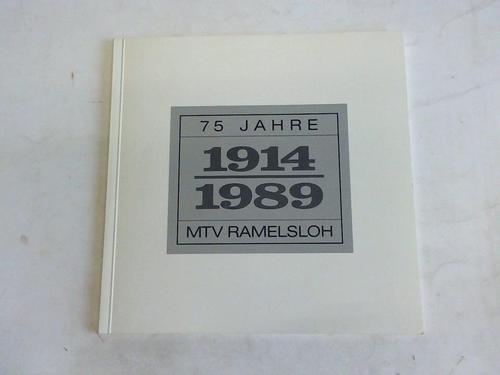 75 JAHRE
1914
1989
MTV RAMELSLOH